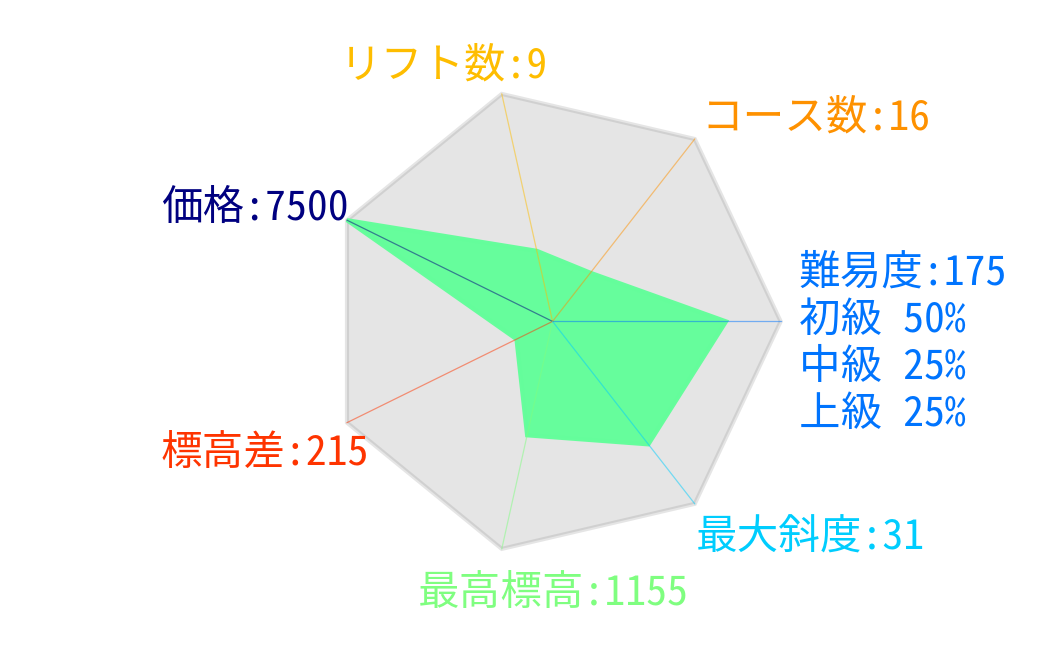 リフト数:9
コース数:16
価格:7500
難易度:175
初級 50%
中級 25%
上級 25%
標高差:215
最大斜度:31
最高標高:1155